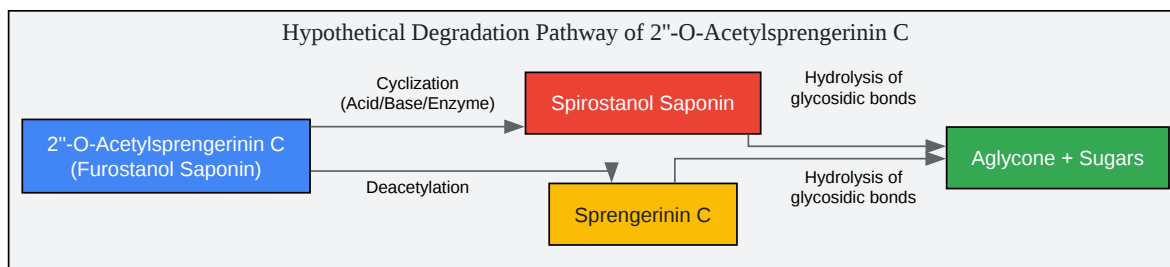 Hypothetical Degradation Pathway of 2"-O-Acetylsprengerinin C
Cyclization
(Acid/Base/Enzyme)
Hydrolysis of
glycosidic bonds
Spirostanol Saponin
2"-O-Acetylsprengerinin C
(Furostanol Saponin)
Aglycone + Sugars
Deacetylation
Sprengerinin C
Hydrolysis of
glycosidic bonds